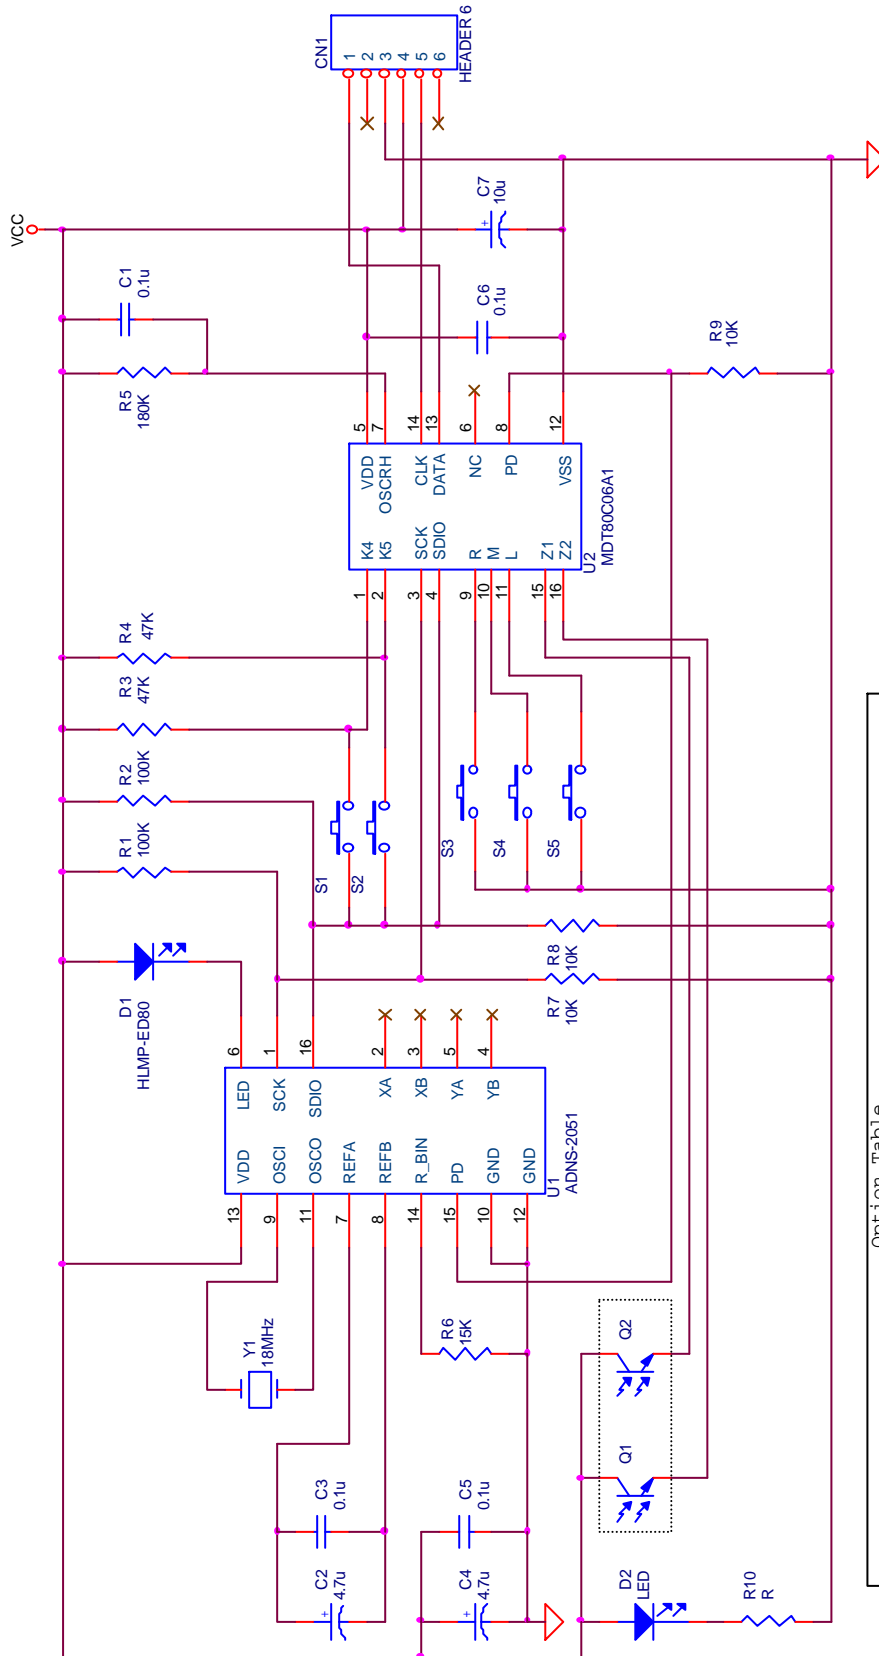 VCC
CN1
1
2
3
4
5
6
HEADER 6
C7
10u
C1
0.1u
C6
0.1u
R5
180K
R9
10K
5
7
14
13
6
8
12
VDD
OSCRH
CLK
DATA
NC
PD
VSS
K4
K5
SCK
SDIO
R
M
L
Z1
Z2
U2
MDT80C06A1
1
2
3
4
9
10
11
15
16
R4
47K
R3
47K
R2
100K
R1
100K
S1
S2
S3
S4
S5
D1
HLMP-ED80
R8
10K
R7
10K
6
1
16
2
3
5
4
LED
SCK
SDIO
XA
XB
YA
YB
VDD
OSCI
OSCO
REFA
REFB
R_BIN
PD
GND
GND
U1
ADNS-2051
13
9
11
7
8
14
15
10
12
Y1
18MHz
R6
15K
Q2
Q1
C3
0.1u
C5
0.1u
C2
4.7u
C4
4.7u
D2
LED
R10
R
+
+
+
Option Table